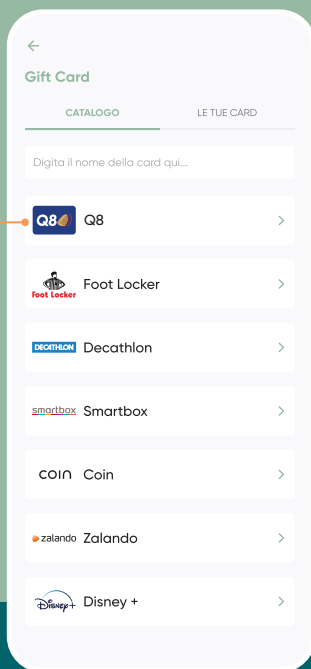 Gift Card
CATALOGO
LE TUE CARD
Digita il nome della card qui...
Q8 Q8
Foot Locker Foot Locker
DECATHLON Decathlon
smartbox Smartbox
COIN Coin
zalando Zalando
Disney+ Disney +